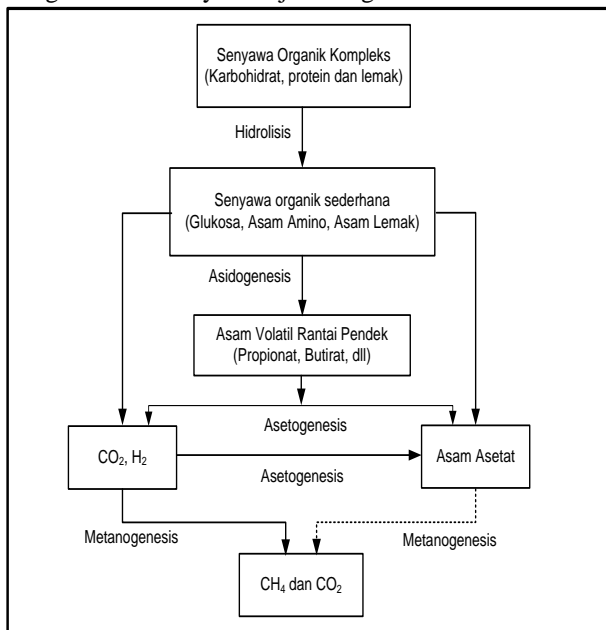 Senyawa Organik Kompleks
(Karbohidrat, protein dan lemak)
Hidrolisis
Senyawa organik sederhana
(Glukosa, Asam Amino, Asam Lemak)
Asidogenesis
Asam Volatil Rantai Pendek
(Propionat, Butirat, dll)
Asetogenesis
CO₂, H₂
Asam Asetat
Asetogenesis
Metanogenesis
Metanogenesis
CH₄ dan CO₂